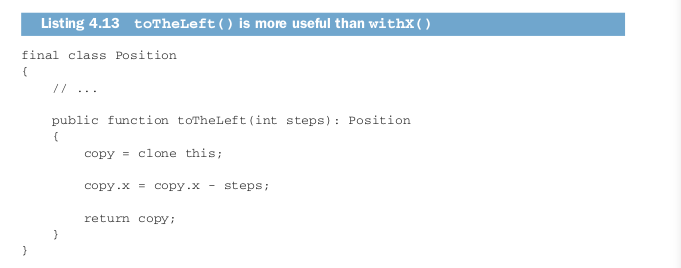 Listing 4.13 toTheLeft() is more useful than withX()
final class Position
{
    // ...
    public function toTheLeft(int steps): Position
    {
        copy = clone this;
        copy.x = copy.x - steps;
        return copy;
    }
}